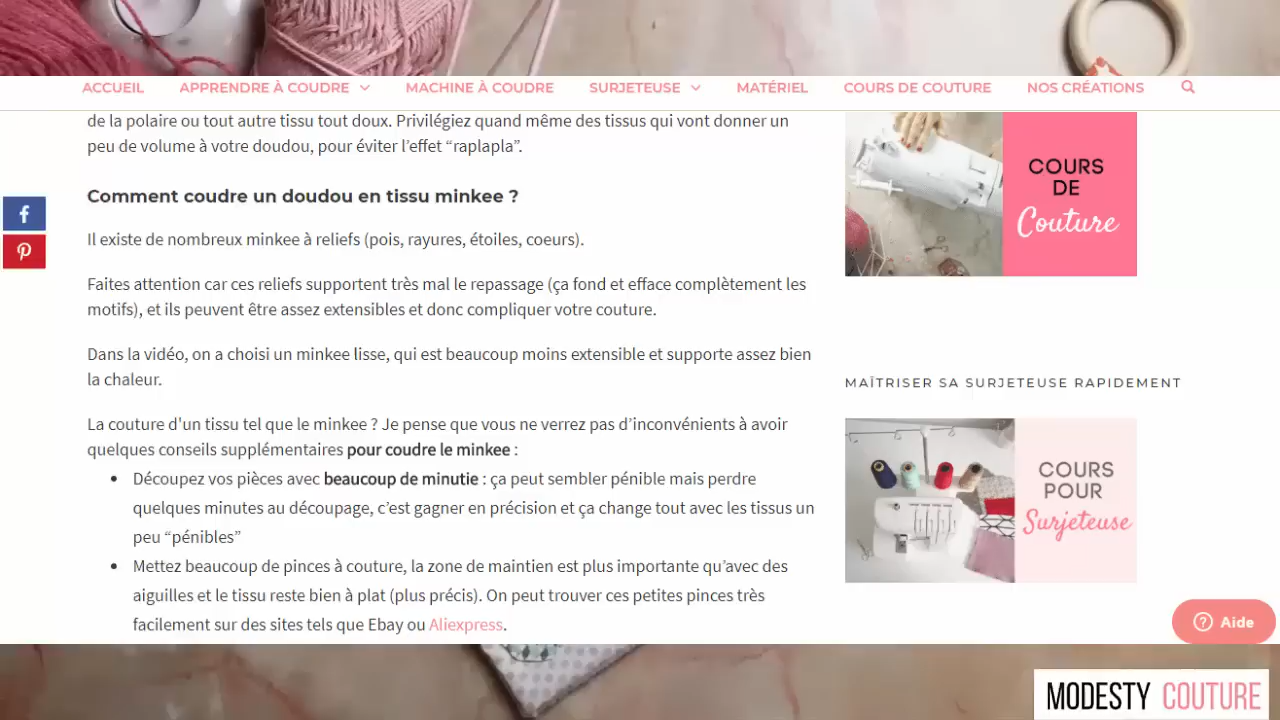 ACCUEIL APPRENDRE À COUDRE MACHINE À COUDRE SURJETEUSE MATÉRIEL COURS DE COUTURE NOS CRÉATIONS
de la polaire ou tout autre tissu tout doux. Privilégiez quand même des tissus qui vont donner un
peu de volume à votre doudou, pour éviter l’effet “raplapla”.
Comment coudre un doudou en tissu minkee ?
Il existe de nombreux minkee à reliefs (pois, rayures, étoiles, coeurs).
Faites attention car ces reliefs supportent très mal le repassage (ça fond et efface complètement les
motifs), et ils peuvent être assez extensibles et donc compliquer votre couture.
Dans la vidéo, on a choisi un minkee lisse, qui est beaucoup moins extensible et supporte assez bien
la chaleur.
La couture d'un tissu tel que le minkee ? Je pense que vous ne verrez pas d’inconvénients à avoir
quelques conseils supplémentaires pour coudre le minkee :
Découpez vos pièces avec beaucoup de minutie : ça peut sembler pénible mais perdre
quelques minutes au découpage, c’est gagner en précision et ça change tout avec les tissus un
peu “pénibles”
Mettez beaucoup de pinces à couture, la zone de maintien est plus importante qu’avec des
aiguilles et le tissu reste bien à plat (plus précis). On peut trouver ces petites pinces très
facilement sur des sites tels que Ebay ou Aliexpress.
COURS
DE
Couture
MAÎTRISER SA SURJETEUSE RAPIDEMENT
COURS
POUR
Surjeteuse
Aide
MODESTY COUTURE